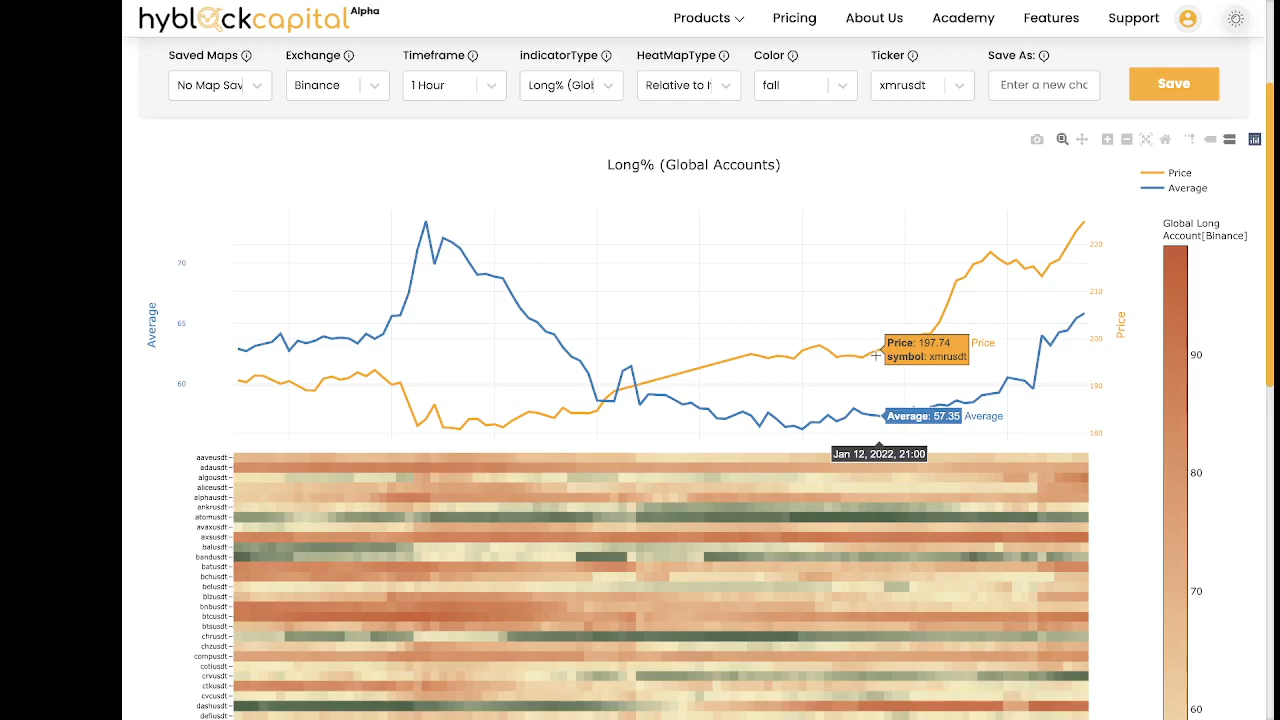 hyblockcapital Alpha
Products Pricing About Us Academy Features Support
Saved Maps Exchange Timeframe indicatorType HeatMapType Color Ticker Save As:
No Map Sav Binance 1 Hour Long% (Glol Relative to I fall xmrusdt Enter a new chc Save
Long% (Global Accounts)
Price
Average
Global Long
Account[Binance]
70
65
60
Average
220
210
200
190
180
Price
Price: 197.74 Price
symbol: xmrusdt
Average: 57.35 Average
Jan 12, 2022, 21:00
90
80
70
60
aaveusdt
adausdt
algousdt
aliceusdt
alphausdt
ankrusdt
atomusdt
avaxusdt
axsusdt
balusdt
bandusdt
batusdt
bchusdt
belusdt
blzusdt
bnbusdt
btcusdt
btsusdt
chrusdt
chzusdt
compusdt
cotiusdt
crvusdt
ctkusdt
cvcusdt
dashusdt
defiusdt